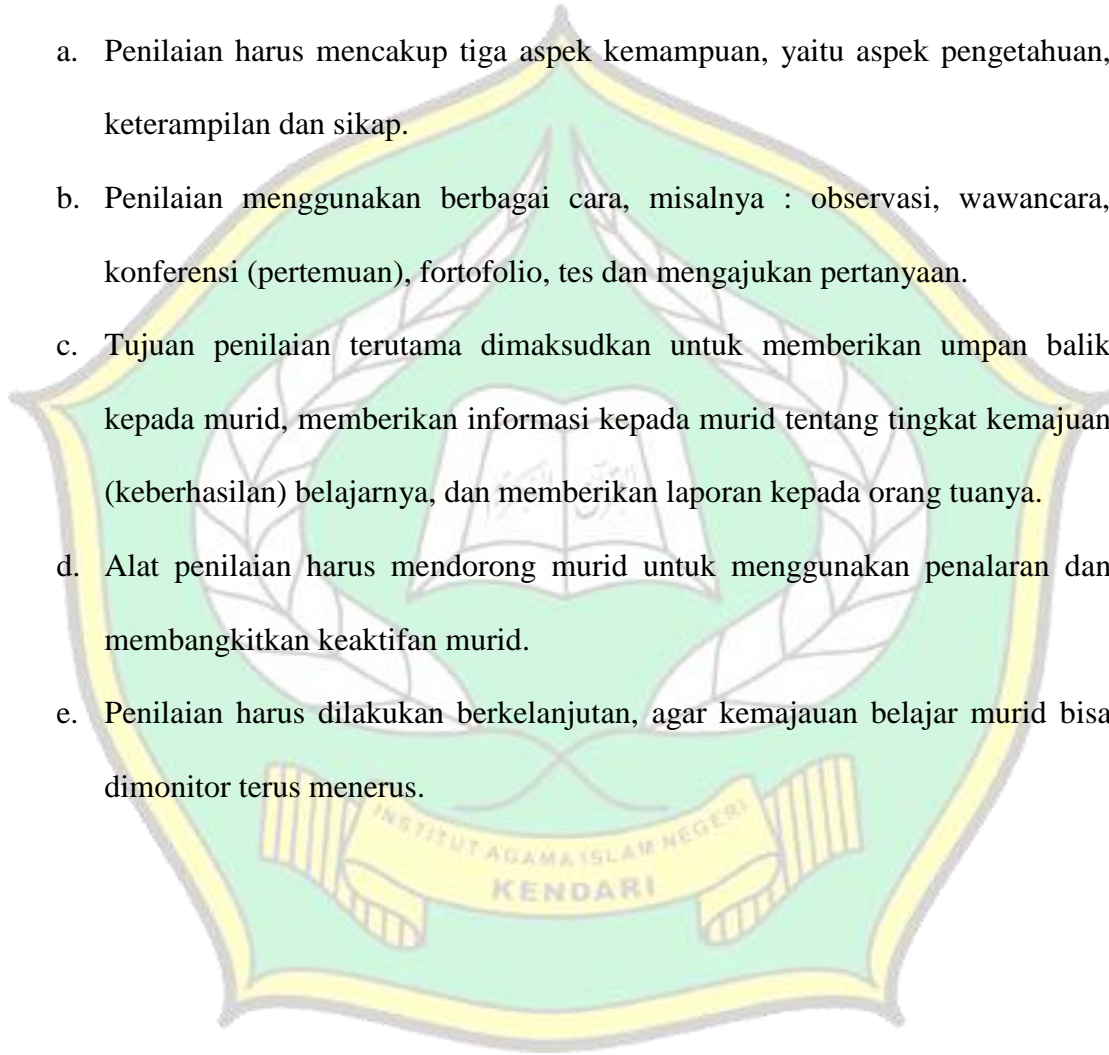 a. Penilaian harus mencakup tiga aspek kemampuan, yaitu aspek pengetahuan,
keterampilan dan sikap.
b. Penilaian menggunakan berbagai cara, misalnya : observasi, wawancara,
konferensi (pertemuan), fortofolio, tes dan mengajukan pertanyaan.
c. Tujuan penilaian terutama dimaksudkan untuk memberikan umpan balik
kepada murid, memberikan informasi kepada murid tentang tingkat kemajuan
(keberhasilan) belajarnya, dan memberikan laporan kepada orang tuanya.
d. Alat penilaian harus mendorong murid untuk menggunakan penalaran dan
membangkitkan keaktifan murid.
e. Penilaian harus dilakukan berkelanjutan, agar kemajauan belajar murid bisa
dimonitor terus menerus.
INSTITUT AGAMA ISLAM NEGERI
KENDARI